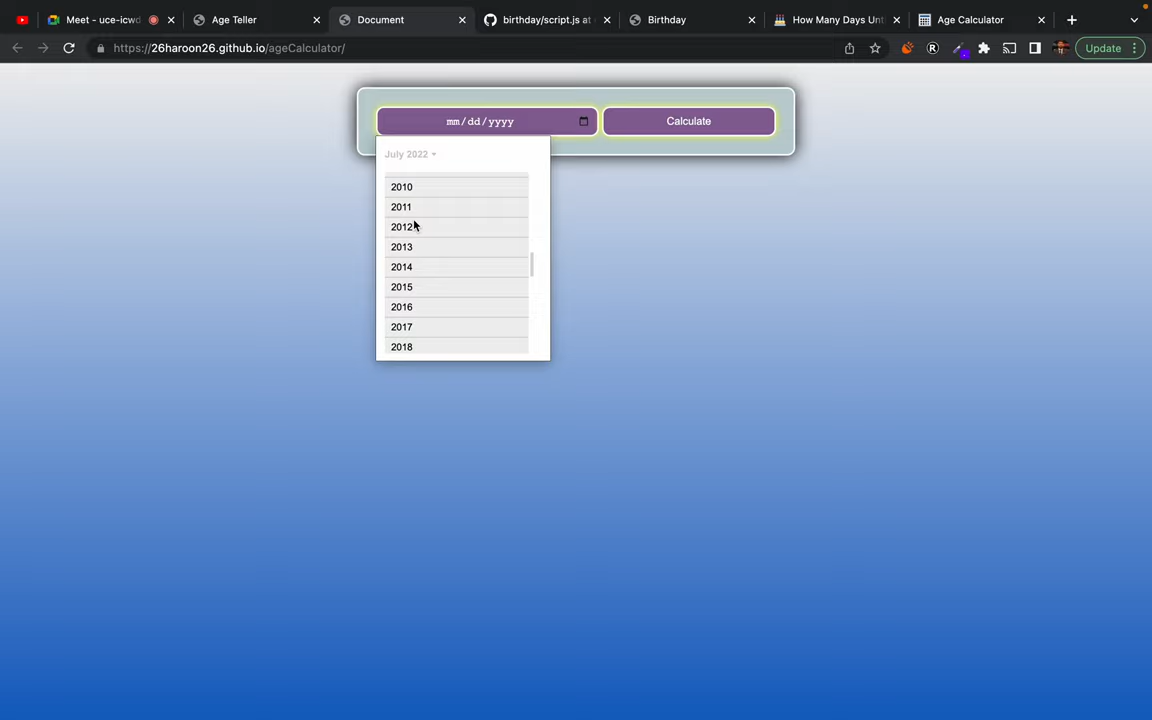 Meet - uce-icwd
Age Teller
Document
birthday/script.js at
Birthday
How Many Days Unt
Age Calculator
https://26haroon26.github.io/ageCalculator/
R
Update
mm/dd/yyyy
Calculate
July 2022
2010
2011
2012
2013
2014
2015
2016
2017
2018